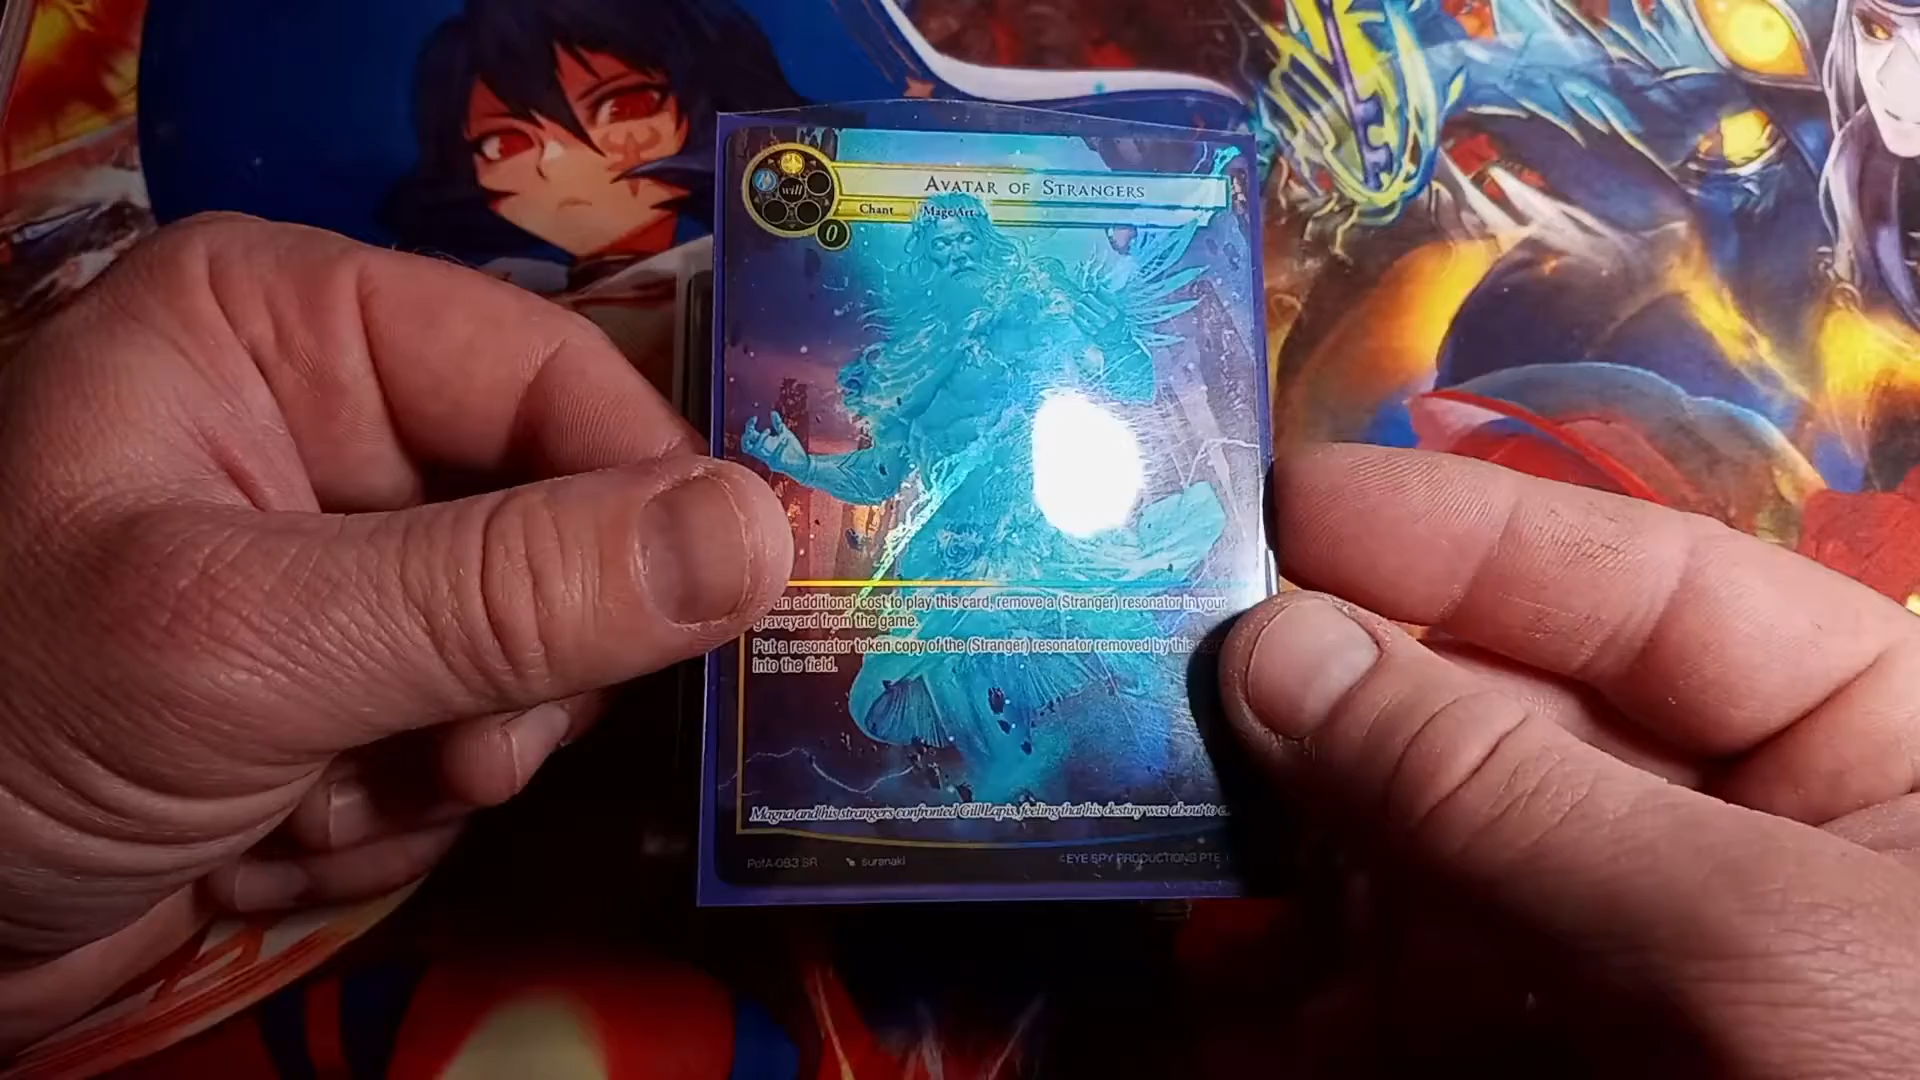 will
AVATAR OF STRANGERS
Chant Mage Art
0
an additional cost to play this card, remove a (Stranger) resonator in your
graveyard from the game.
Put a resonator token copy of the (Stranger) resonator removed by this
into the field.
Magna and his strangers confronted Gill Lapis, feeling that his destiny was about to
PofA-083 SR suranaki ©EYE SPY PRODUCTIONS PTE